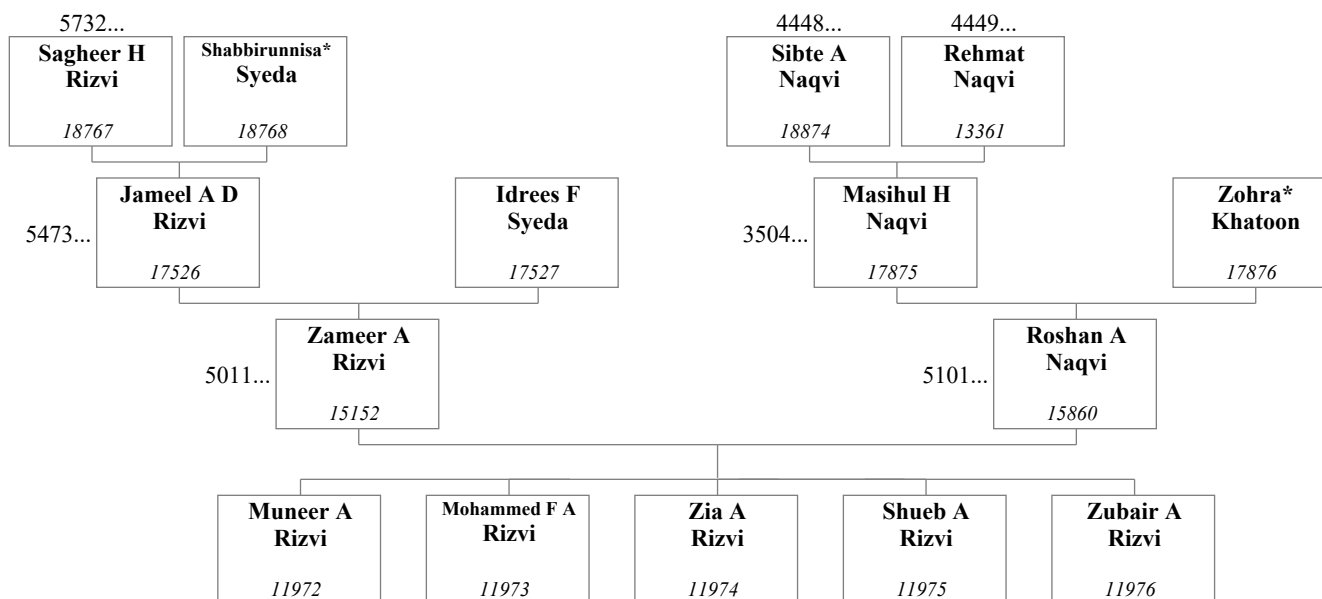 5732...
4448...
4449...
Sagheer H
Rizvi
18767
Shabbirunnisa*
Syeda
18768
Sibte A
Naqvi
18874
Rehmat
Naqvi
13361
5473...
Jameel A D
Rizvi
17526
Idrees F
Syeda
17527
3504...
Masihul H
Naqvi
17875
Zohra*
Khatoon
17876
5011...
Zameer A
Rizvi
15152
5101...
Roshan A
Naqvi
15860
Muneer A
Rizvi
11972
Mohammed F A
Rizvi
11973
Zia A
Rizvi
11974
Shueb A
Rizvi
11975
Zubair A
Rizvi
11976